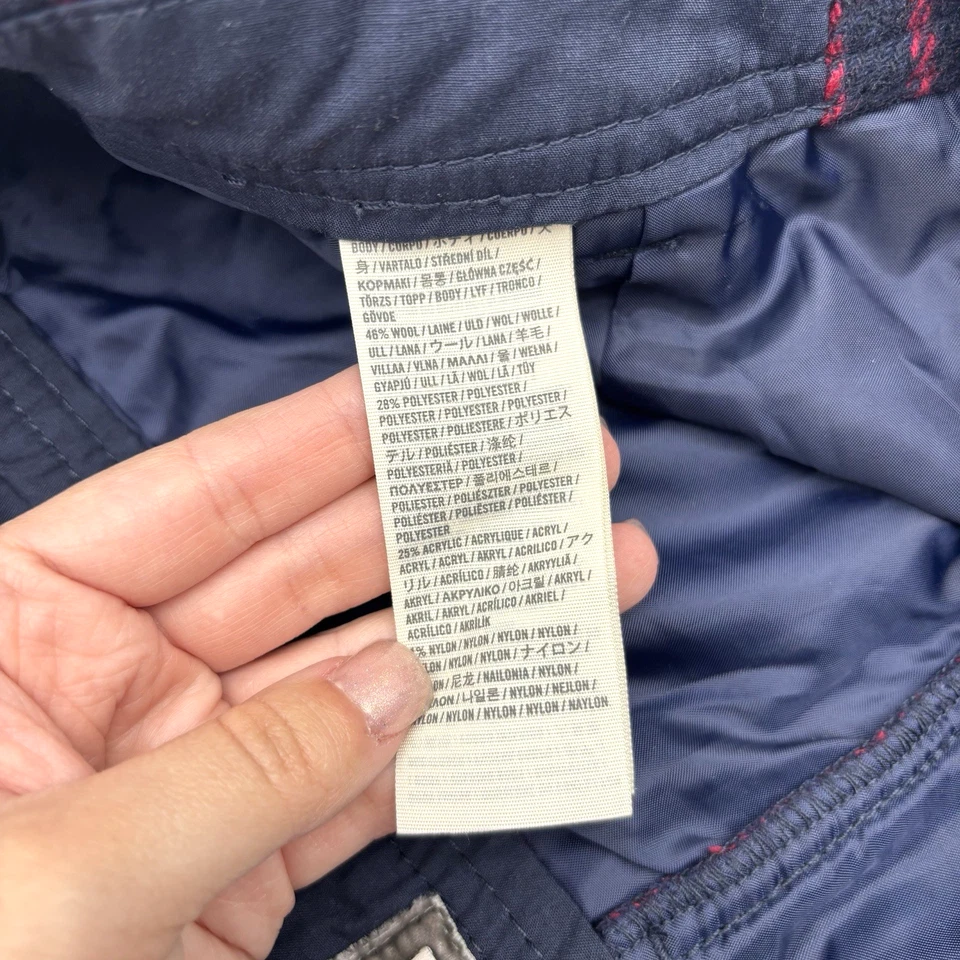 BODY / CORPO / ボディ / CUERPO /
身 / VARTALO / STŘEDNÍ DÍL /
ΚΟΡΜΑΚΙ / 몸통 / GŁÓWNA CZĘŚĆ /
TÖRZS / TOPP / BODY / LYF / TRONCO /
GÖVDE
46% WOOL / LAINE / ULD / WOL / WOLLE /
ULL / LANA / ウール / LANA / 羊毛 /
VILLAA / VLNA / ΜΑΛΛΙ / 울 / WEŁNA /
GYAPJÚ / ULL / LÃ / WOL / LÃ / TÜY
28% POLYESTER / POLYESTER /
POLYESTER / POLYESTER / POLYESTER /
POLYESTER / POLIESTERE / ポリエス
テル / POLIÉSTER / 涤纶 /
POLYESTERIÄ / POLYESTER /
ΠΟΛΥΕΣΤΕΡ / 폴리에스테르 /
POLIESTER / POLIÉSZTER / POLYESTER /
POLIÉSTER / POLIÉSTER / POLIÉSTER /
POLYESTER
25% ACRYLIC / ACRYLIQUE / ACRYL /
ACRYL / ACRYL / AKRYL / ACRILICO / アク
リル / ACRÍLICO / 腈纶 / AKRYYLIÄ /
AKRYL / ΑΚΡΥΛΙΚΟ / 아크릴 / AKRYL /
AKRIL / AKRYL / ACRÍLICO / AKRIEL /
ACRÍLICO / AKRİLİK
% NYLON / NYLON / NYLON / NYLON /
NYLON / NYLON / ナイロン /
/ 尼龙 / NAILONIA / NYLON /
/ 나일론 / NYLON / NEJLON /
NYLON / NYLON / NYLON / NYLON / NAYLON